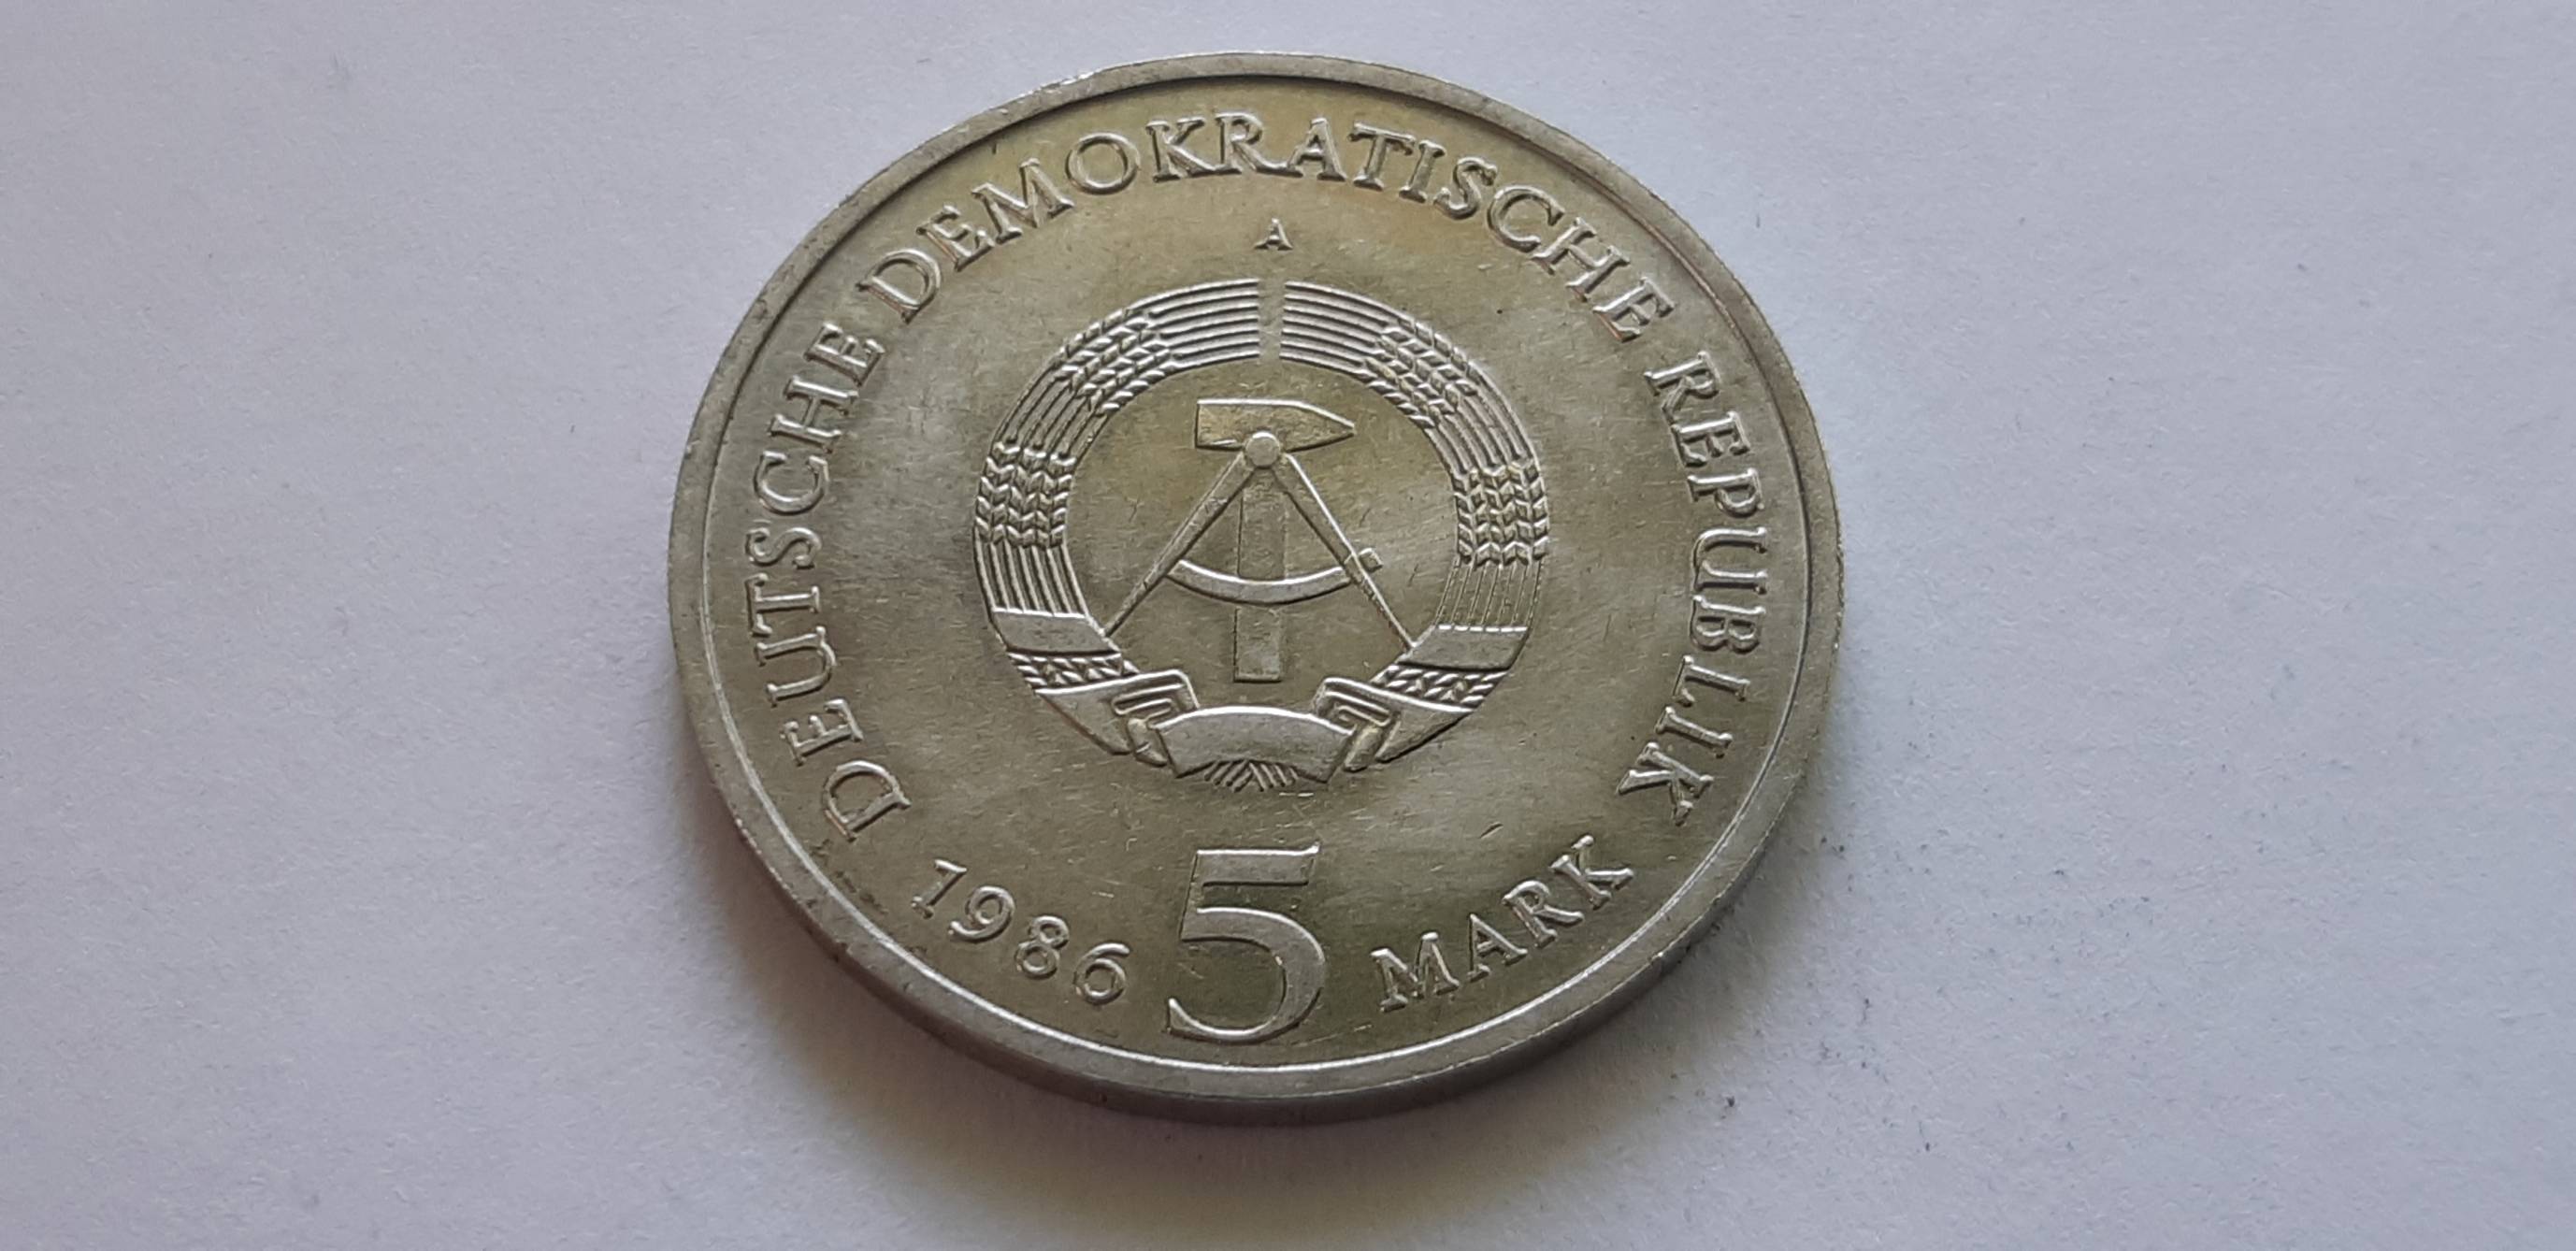 DEUTSCHE DEMOKRATISCHE REPUBLIK
A
1986 5 MARK